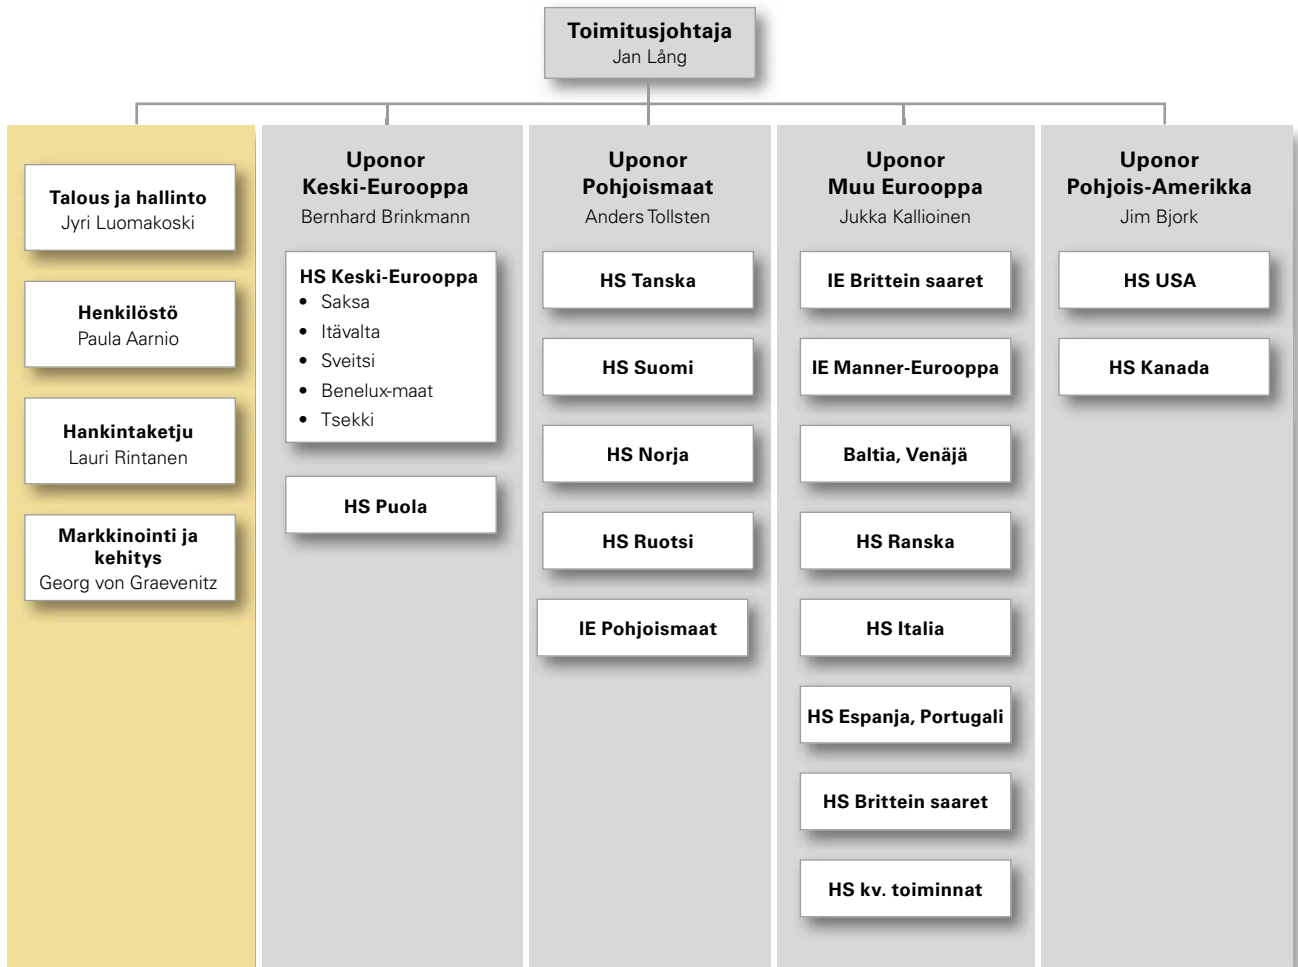 Toimitusjohtaja
Jan Lång
Talous ja hallinto
Jyri Luomakoski
Henkilöstö
Paula Aarnio
Hankintaketju
Lauri Rintanen
Markkinointi ja
kehitys
Georg von Graevenitz
Uponor
Keski-Eurooppa
Bernhard Brinkmann
HS Keski-Eurooppa
• Saksa
• Itävalta
• Sveitsi
• Benelux-maat
• Tsekki
HS Puola
Uponor
Pohjoismaat
Anders Tollsten
HS Tanska
HS Suomi
HS Norja
HS Ruotsi
IE Pohjoismaat
Uponor
Muu Eurooppa
Jukka Kallioinen
IE Brittein saaret
IE Manner-Eurooppa
Baltia, Venäjä
HS Ranska
HS Italia
HS Espanja, Portugali
HS Brittein saaret
HS kv. toiminnat
Uponor
Pohjois-Amerikka
Jim Bjork
HS USA
HS Kanada